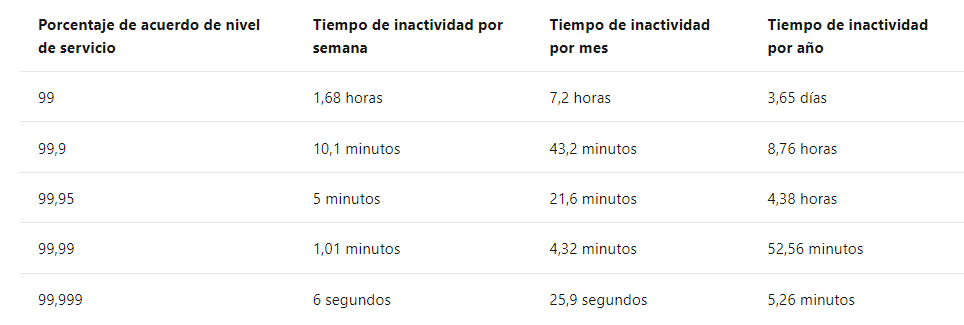 Porcentaje de acuerdo de nivel de servicio	Tiempo de inactividad por semana	Tiempo de inactividad por mes	Tiempo de inactividad por año
99	1,68 horas	7,2 horas	3,65 días
99,9	10,1 minutos	43,2 minutos	8,76 horas
99,95	5 minutos	21,6 minutos	4,38 horas
99,99	1,01 minutos	4,32 minutos	52,56 minutos
99,999	6 segundos	25,9 segundos	5,26 minutos